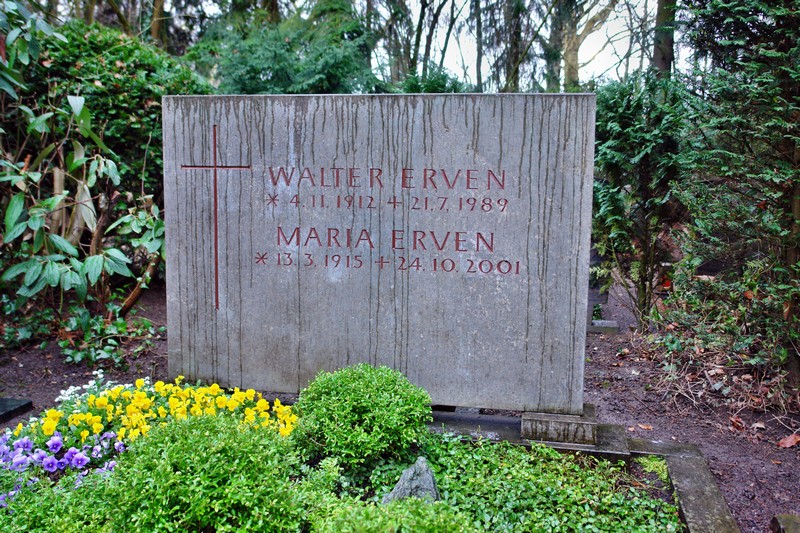 WALTER ERVEN
* 4.11.1912 + 21.7.1989
MARIA ERVEN
* 13.3.1915 + 24.10.2001